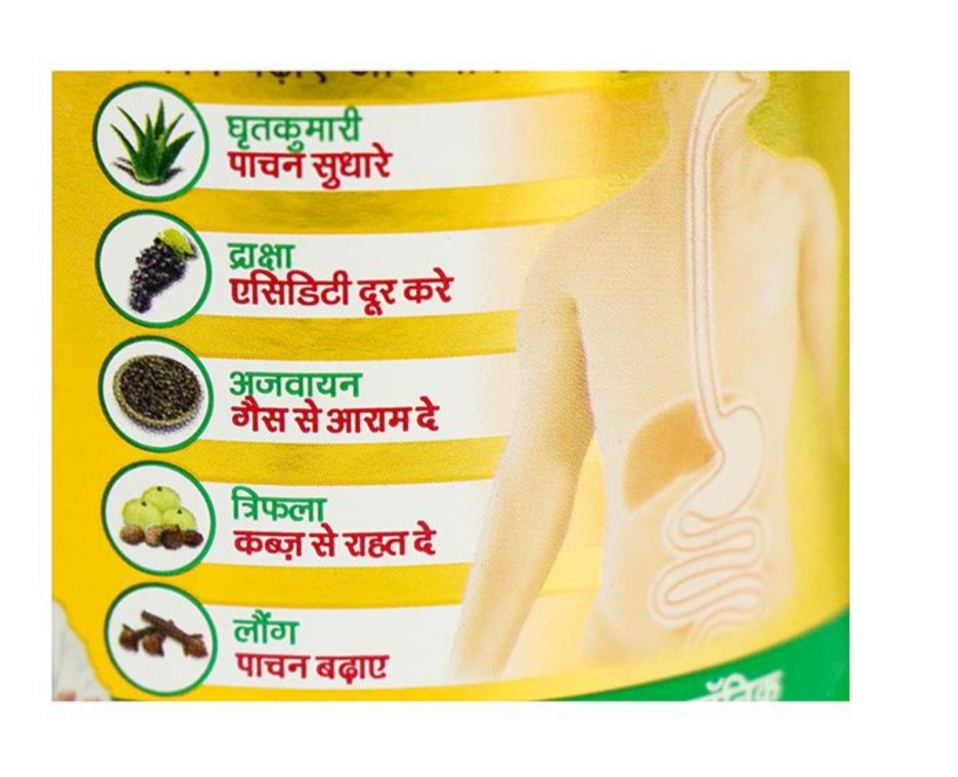 घृतकुमारी
पाचन सुधारे
द्राक्षा
एसिडिटी दूर करे
अजवायन
गैस से आराम दे
त्रिफला
कब्ज़ से राहत दे
लौंग
पाचन बढ़ाए